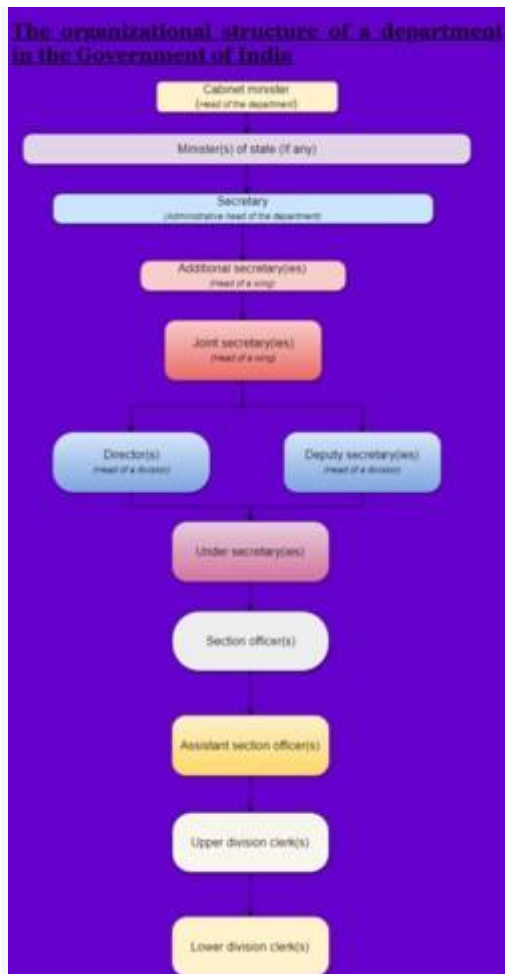 The organizational structure of a department
in the Government of India
Cabinet minister
(Head of the department)
Minister(s) of state (If any)
Secretary
(Administrative head of the department)
Additional secretary(ies)
(Head of a wing)
Joint secretary(ies)
(Head of a wing)
Director(s)
(Head of a division)
Deputy secretary(ies)
(Head of a division)
Under secretary(ies)
Section officer(s)
Assistant section officer(s)
Upper division clerk(s)
Lower division clerk(s)